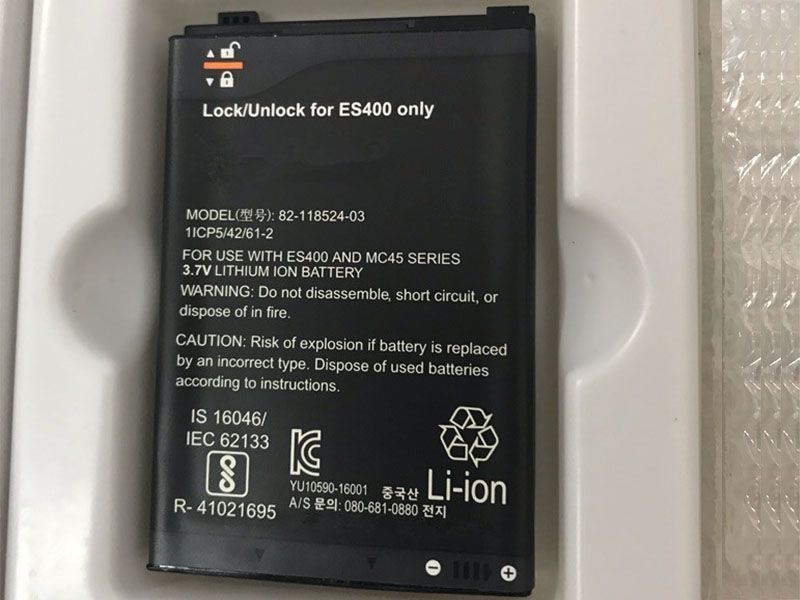 Lock/Unlock for ES400 only
MODEL(型号): 82-118524-03
1ICP5/42/61-2
FOR USE WITH ES400 AND MC45 SERIES
3.7V LITHIUM ION BATTERY
WARNING: Do not disassemble, short circuit, or
dispose of in fire.
CAUTION: Risk of explosion if battery is replaced
by an incorrect type. Dispose of used batteries
according to instructions.
IS 16046/
IEC 62133
R- 41021695
YU10590-16001
A/S 문의: 080-681-0880
중국산
전지
Li-ion